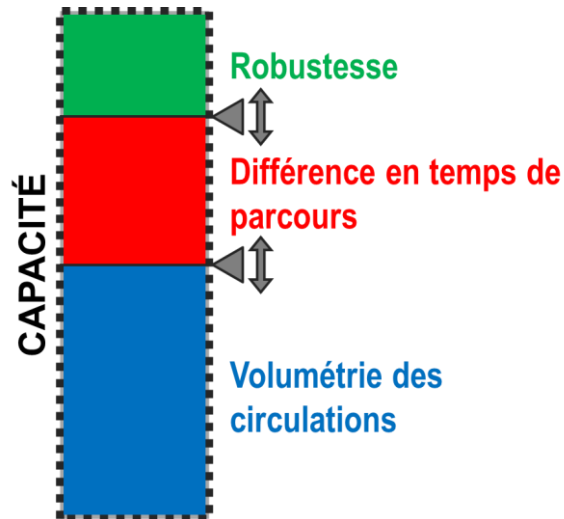 CAPACITÉ
Robustesse
Différence en temps de
parcours
Volumétrie des
circulations